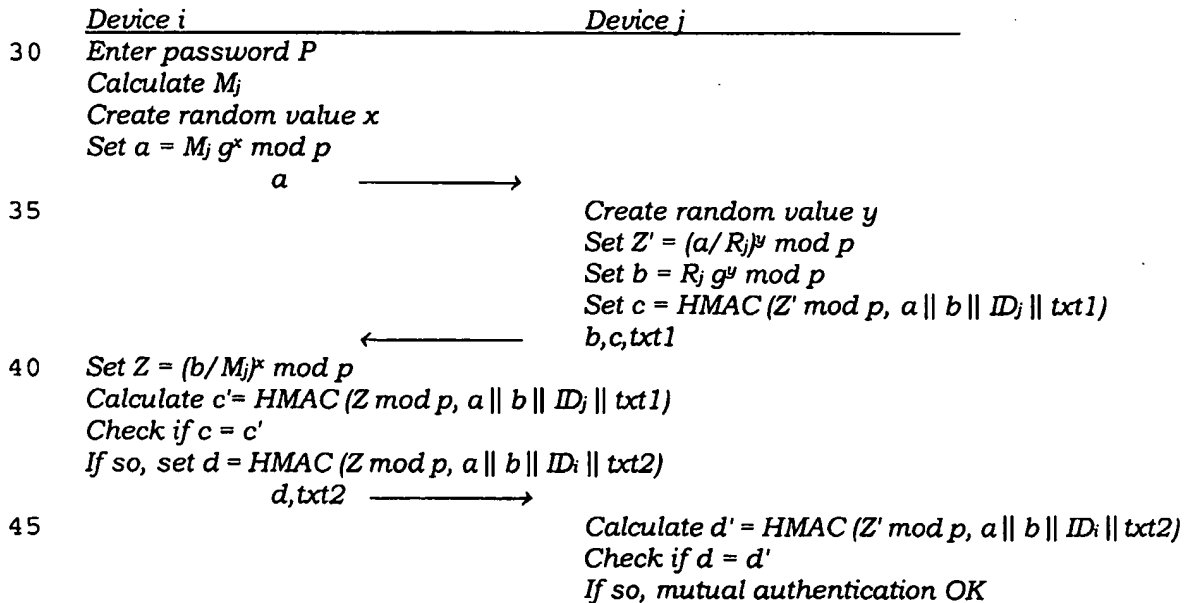 Device i Device j
30 Enter password P
Calculate Mj
Create random value x
Set a = Mj gˣ mod p
a
35 Create random value y
Set Z' = (a/Rj)ʸ mod p
Set b = Rj gʸ mod p
Set c = HMAC (Z' mod p, a || b || IDj || txt1)
b,c,txt1
40 Set Z = (b/Mj)ˣ mod p
Calculate c'= HMAC (Z mod p, a || b || IDj || txt1)
Check if c = c'
If so, set d = HMAC (Z mod p, a || b || IDi || txt2)
d,txt2
45 Calculate d' = HMAC (Z' mod p, a || b || IDi || txt2)
Check if d = d'
If so, mutual authentication OK